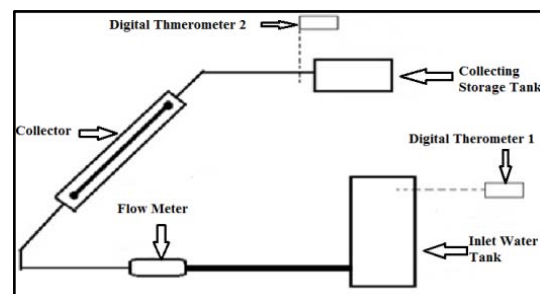 Digital Thmerometer 2
Collecting
Storage Tank
Collector
Digital Therometer 1
Flow Meter
Inlet Water
Tank